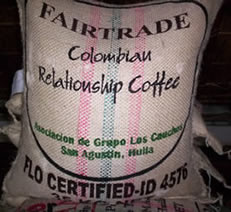 FAIRTRADE
Colombian
Relationship Coffee
Asociacion de Grupo Los Cauchos
San Agustin, Huila
FLO CERTIFIED-ID 4576